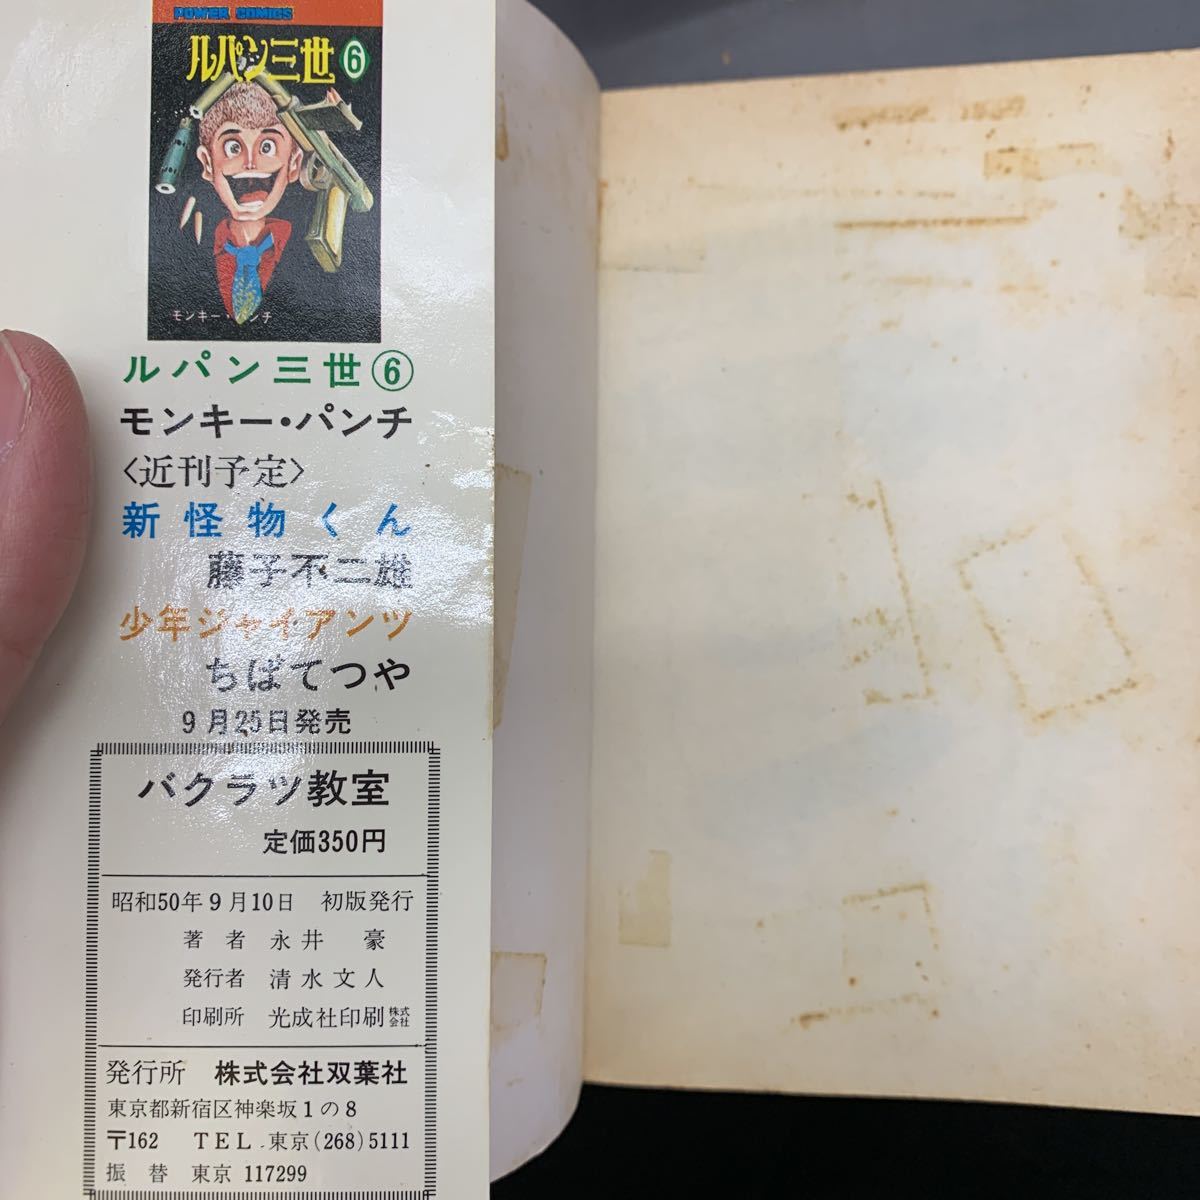 POWER COMICS
ルパン三世⑥
モンキー・パンチ
ルパン三世⑥
モンキー・パンチ
〈近刊予定〉
新怪物くん
藤子不二雄
少年ジャイアンツ
ちばてつや
9月25日発売
バクラツ教室
定価350円
昭和50年9月10日 初版発行
著者 永井豪
発行者 清水文人
印刷所 光成社印刷株式会社
発行所 株式会社双葉社
東京都新宿区神楽坂1の8
〒162 TEL 東京(268)5111
振替 東京 117299